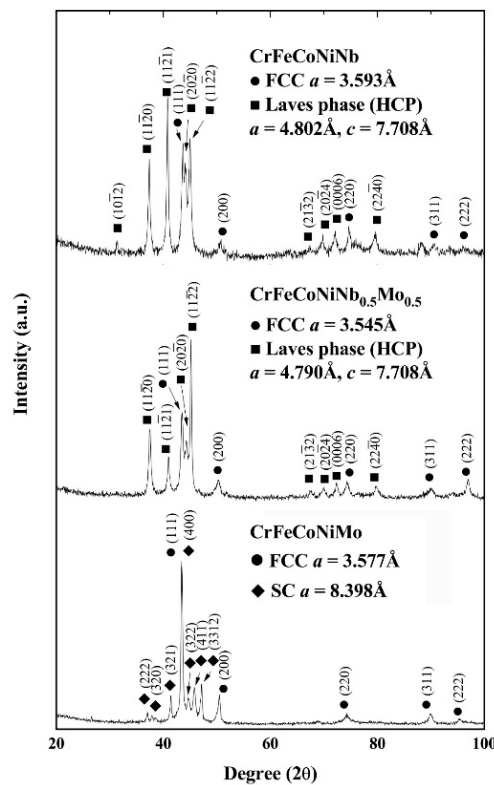 CrFeCoNiNb
● FCC a = 3.593Å
■ Laves phase (HCP)
a = 4.802Å, c = 7.708Å
(101̄2)
(112̄0)
(112̄1)
(111)
(202̄0)
(112̄2)
(200)
(213̄2)
(202̄4)
(0006)
(220)
(224̄0)
(311)
(222)
CrFeCoNiNb₀.₅Mo₀.₅
● FCC a = 3.545Å
■ Laves phase (HCP)
a = 4.790Å, c = 7.708Å
(112̄0)
(112̄1)
(111)
(202̄0)
(112̄2)
(200)
(213̄2)
(202̄4)
(0006)
(220)
(224̄0)
(311)
(222)
CrFeCoNiMo
● FCC a = 3.577Å
◆ SC a = 8.398Å
(222)
(320)
(321)
(111)
(400)
(322)
(411)
(3312)
(200)
(220)
(311)
(222)
Intensity (a.u.)
20 40 60 80 100
Degree (2θ)